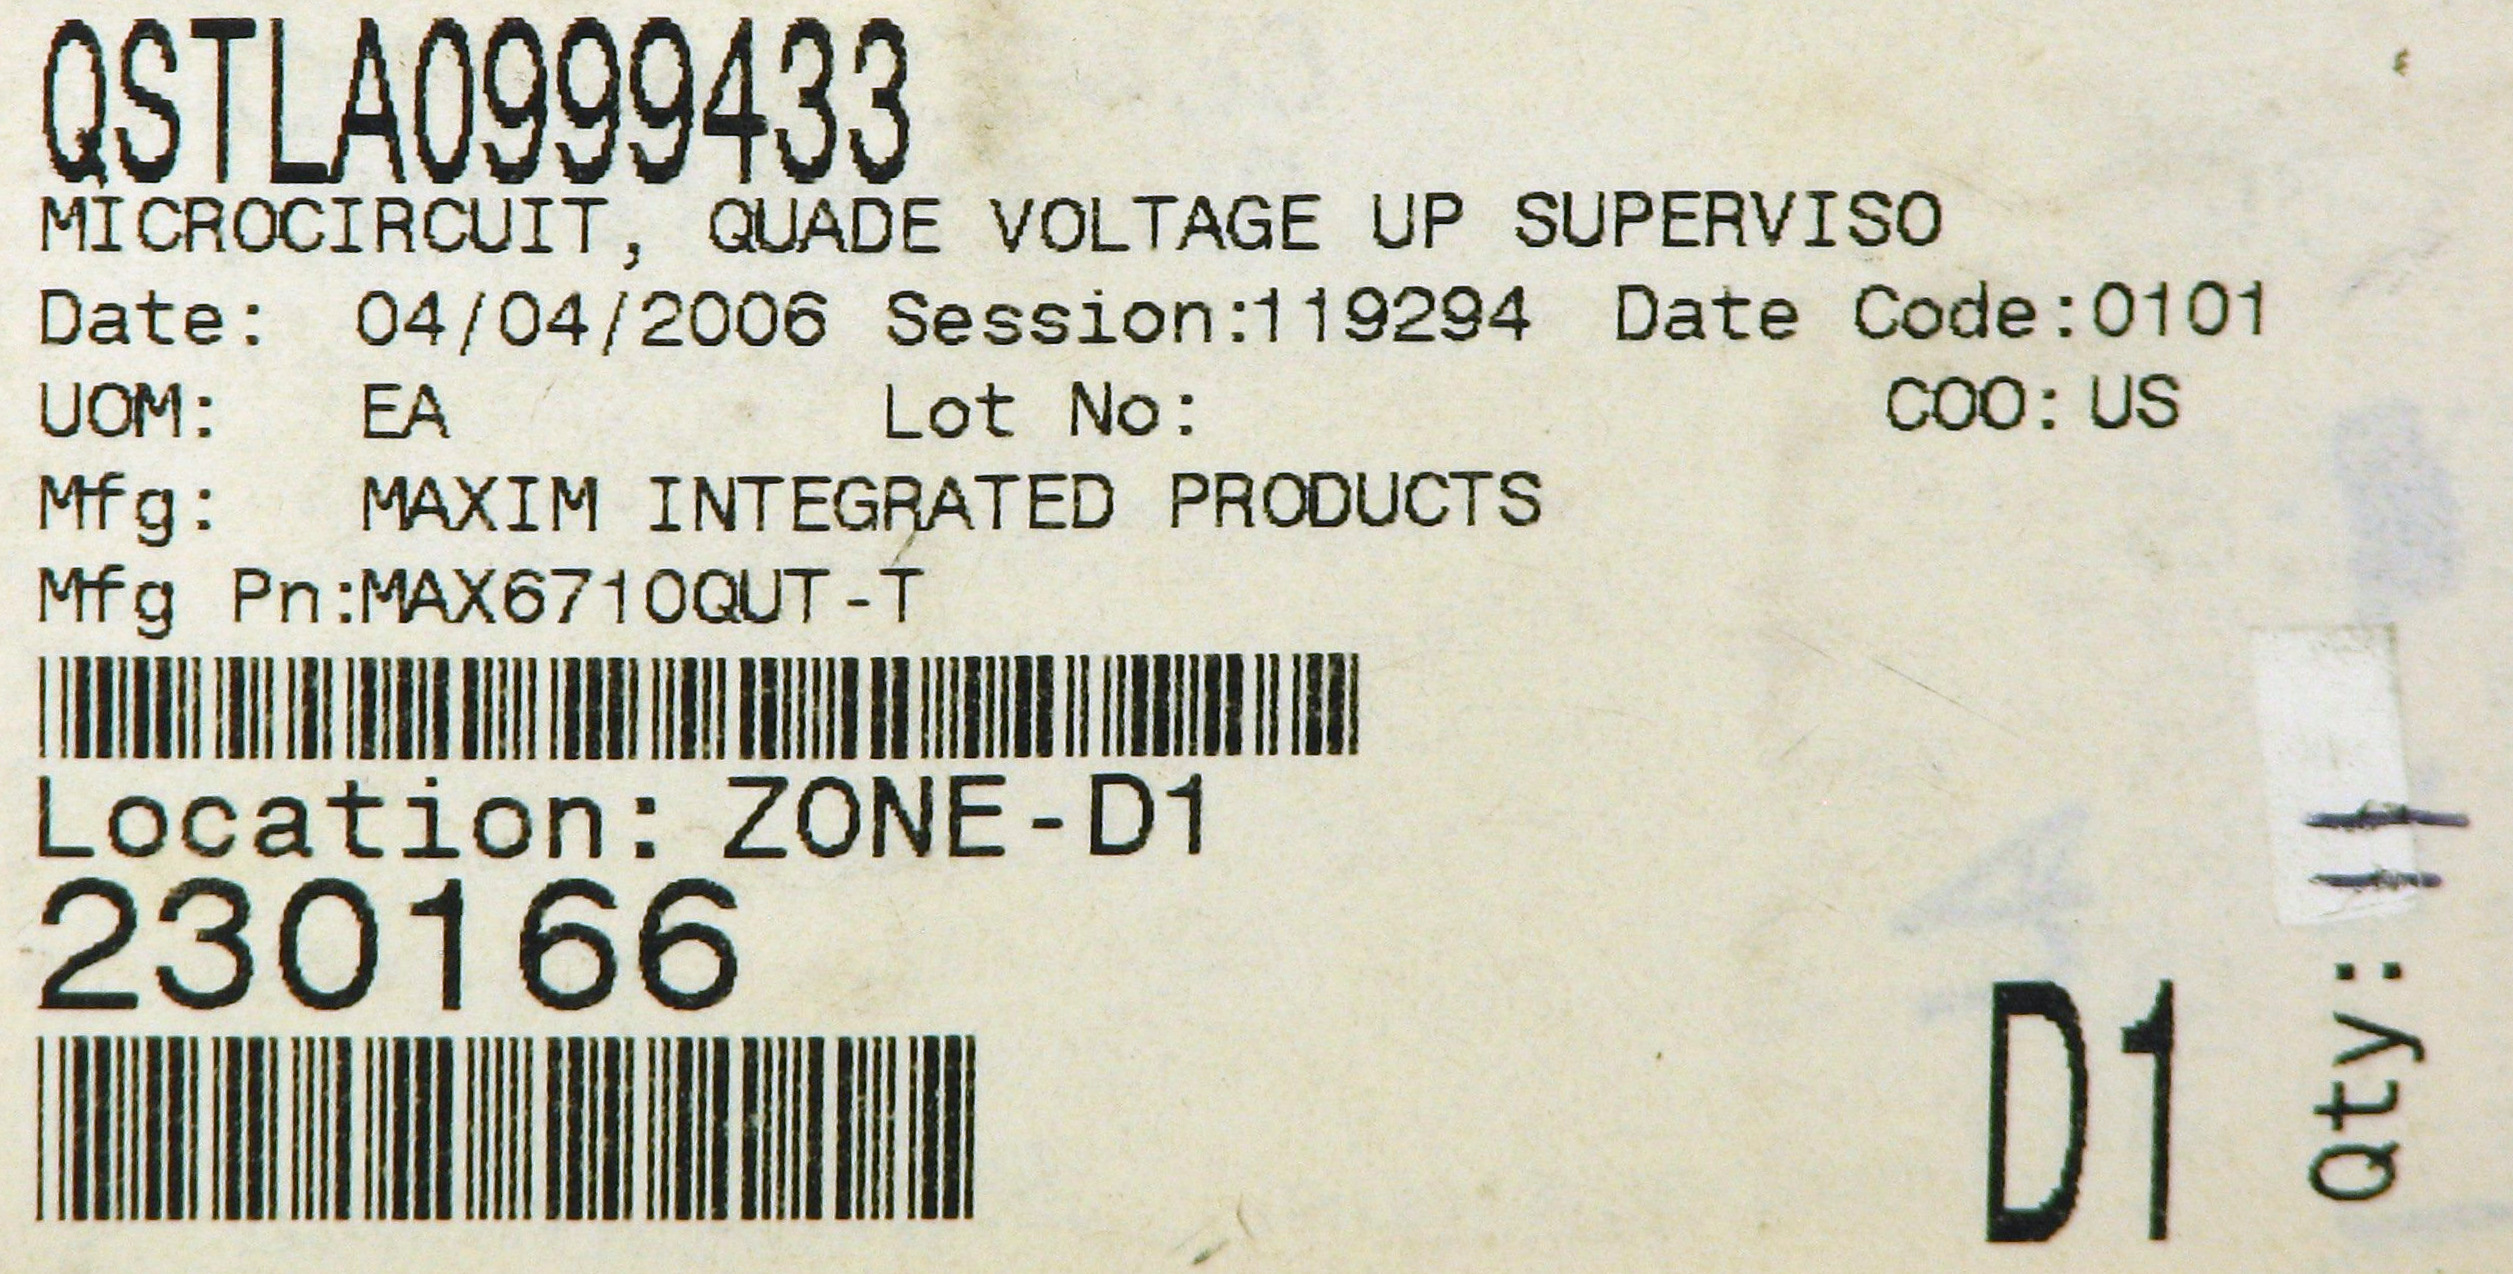 QSTLA0999433
MICROCIRCUIT, QUADE VOLTAGE UP SUPERVISO
Date: 04/04/2006 Session:119294 Date Code:0101
UOM: EA Lot No: COO: US
Mfg: MAXIM INTEGRATED PRODUCTS
Mfg Pn:MAX6710QUT-T
Location: ZONE-D1
230166
D1
Qty: 11